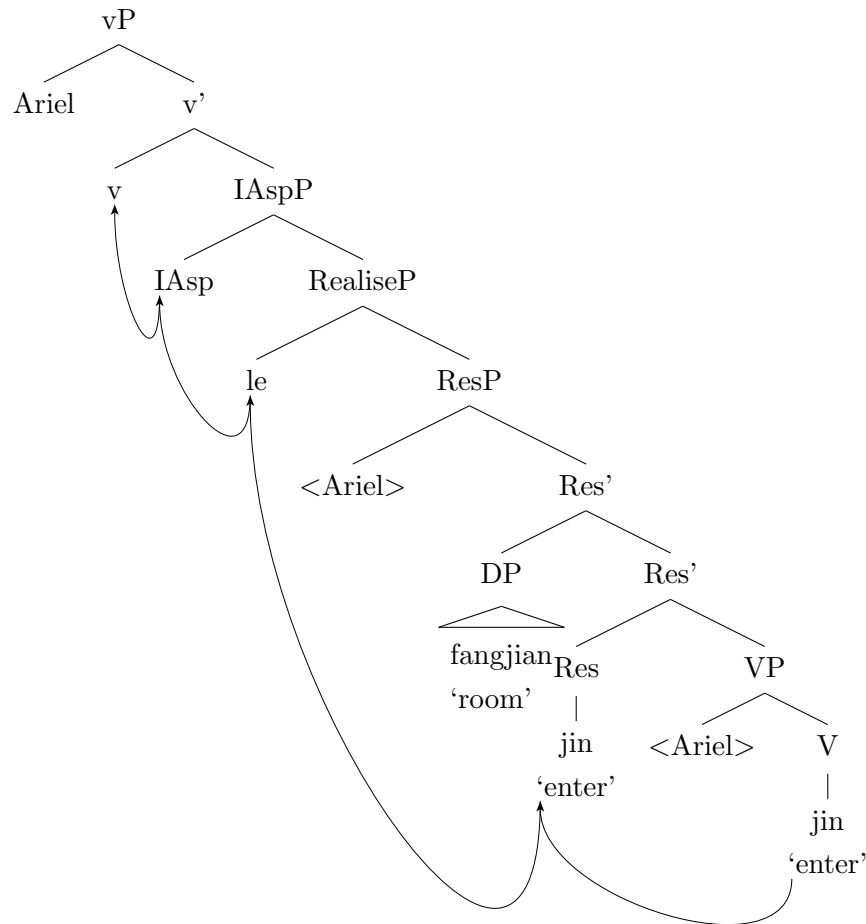 vP
Ariel v'
v IAspP
IAsp RealiseP
le ResP
<Ariel> Res'
DP Res'
fangjian Res VP
‘room’
jin <Ariel> V
‘enter’
jin
‘enter’